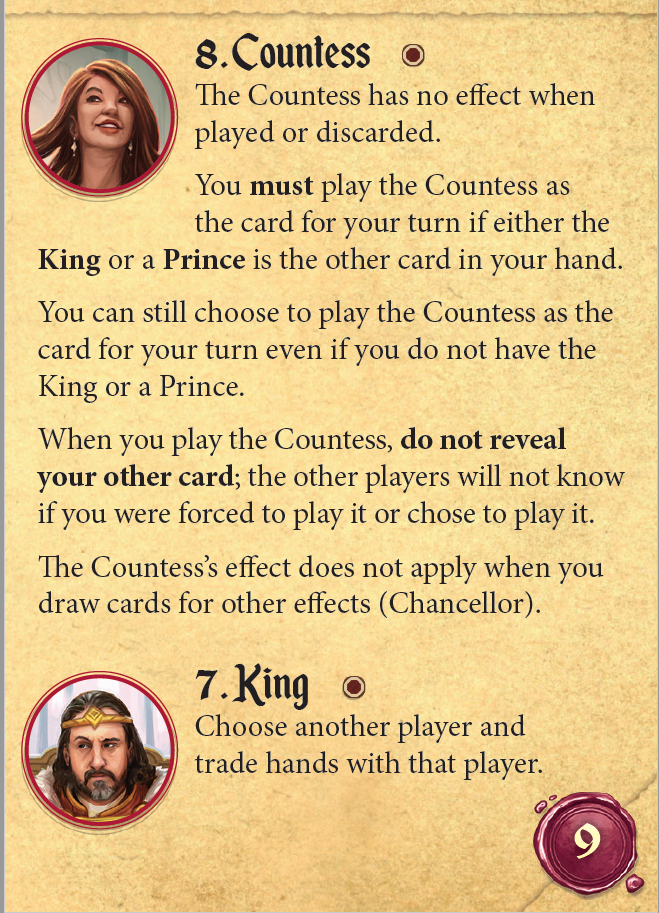 8. Countess
The Countess has no effect when
played or discarded.
You must play the Countess as
the card for your turn if either the
King or a Prince is the other card in your hand.
You can still choose to play the Countess as the
card for your turn even if you do not have the
King or a Prince.
When you play the Countess, do not reveal
your other card; the other players will not know
if you were forced to play it or chose to play it.
The Countess’s effect does not apply when you
draw cards for other effects (Chancellor).
7. King
Choose another player and
trade hands with that player.
9